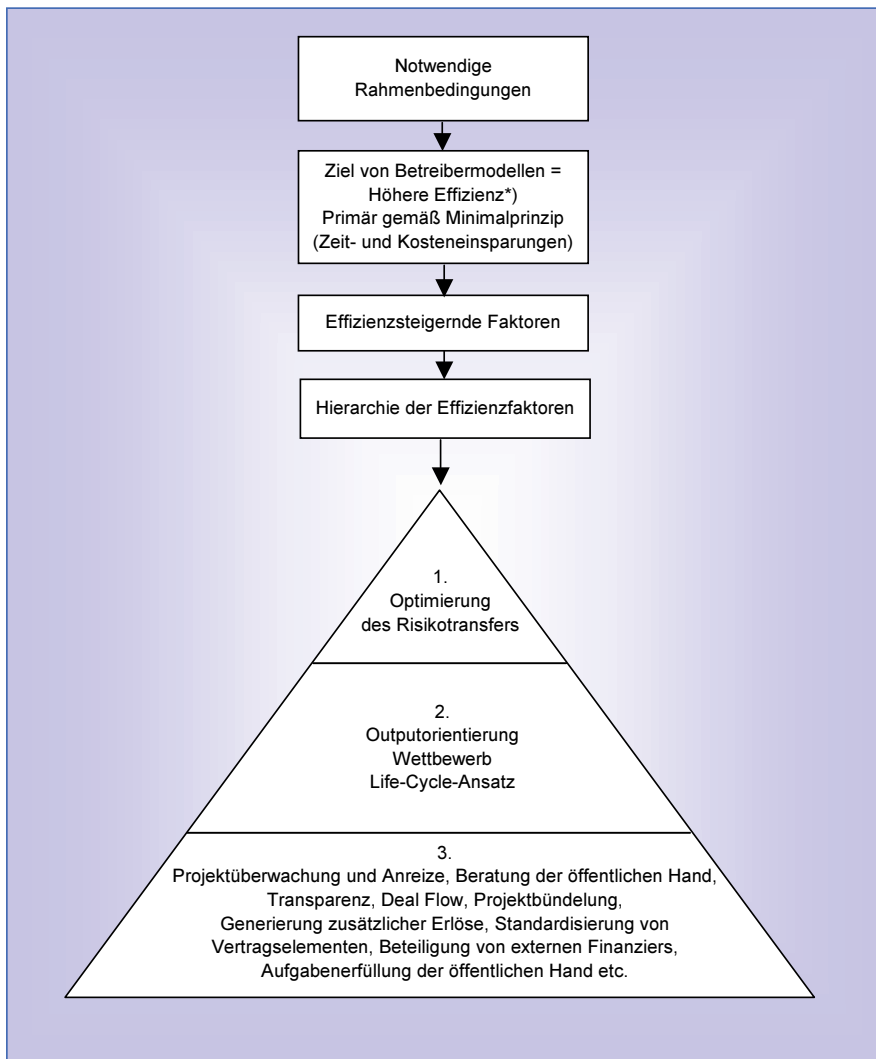 Notwendige
Rahmenbedingungen
Ziel von Betreibermodellen =
Höhere Effizienz*)
Primär gemäß Minimalprinzip
(Zeit- und Kosteneinsparungen)
Effizienzsteigernde Faktoren
Hierarchie der Effizienzfaktoren
1.
Optimierung
des Risikotransfers
2.
Outputorientierung
Wettbewerb
Life-Cycle-Ansatz
3.
Projektüberwachung und Anreize, Beratung der öffentlichen Hand,
Transparenz, Deal Flow, Projektbündelung,
Generierung zusätzlicher Erlöse, Standardisierung von
Vertragselementen, Beteiligung von externen Finanziers,
Aufgabenerfüllung der öffentlichen Hand etc.